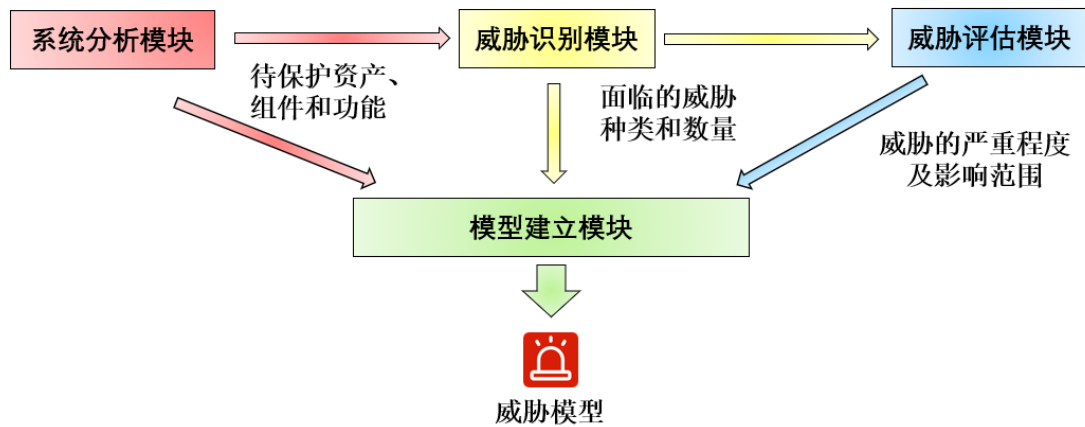 系统分析模块
威胁识别模块
威胁评估模块
待保护资产、
组件和功能
面临的威胁
种类和数量
威胁的严重程度
及影响范围
模型建立模块
威胁模型